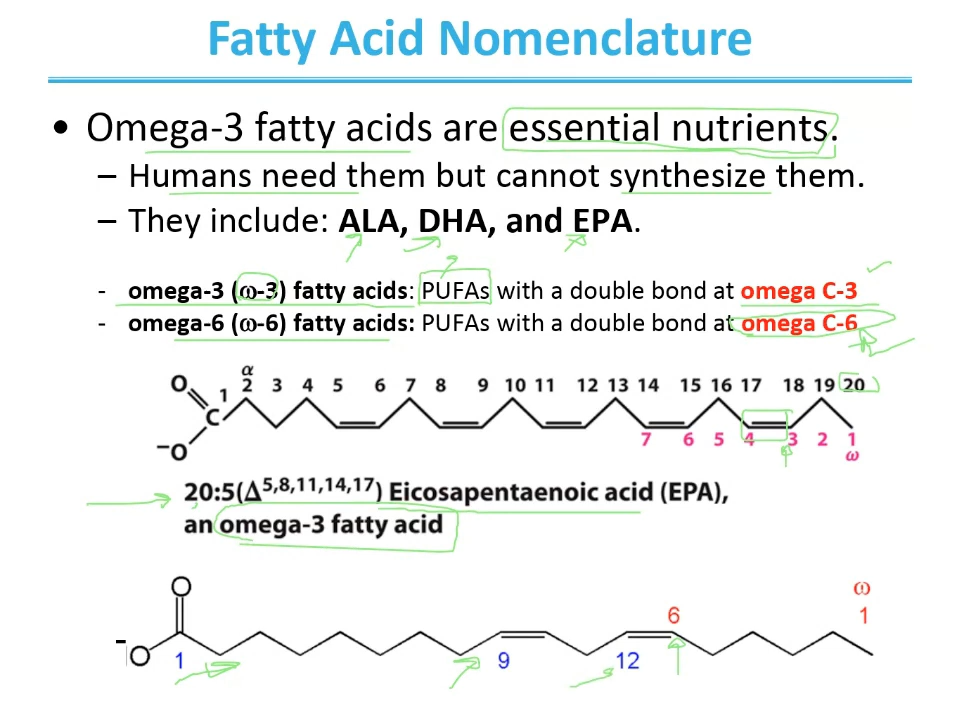 Fatty Acid Nomenclature
• Omega-3 fatty acids are essential nutrients.
– Humans need them but cannot synthesize them.
– They include: ALA, DHA, and EPA.
- omega-3 (ω-3) fatty acids: PUFAs with a double bond at omega C-3
- omega-6 (ω-6) fatty acids: PUFAs with a double bond at omega C-6
α
O 1 2 3 4 5 6 7 8 9 10 11 12 13 14 15 16 17 18 19 20
C
⁻O 7 6 5 4 3 2 1
ω
20:5(Δ⁵,⁸,¹¹,¹⁴,¹⁷) Eicosapentaenoic acid (EPA),
an omega-3 fatty acid
O ω
6 1
⁻O 1 9 12